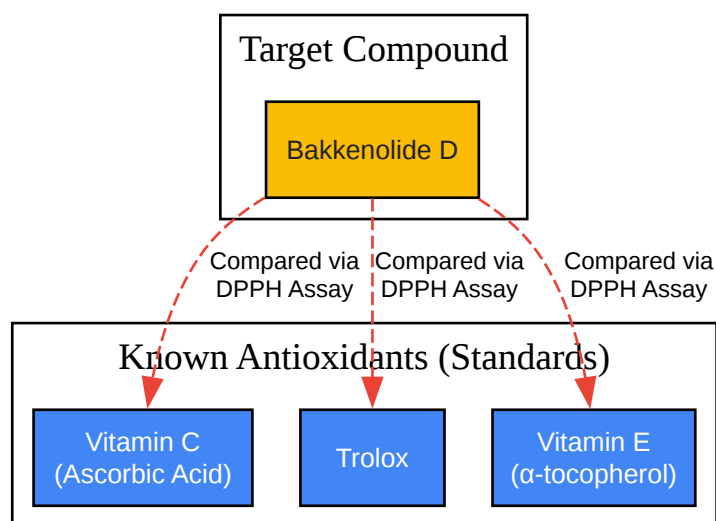 Target Compound
Bakkenolide D
Compared via
DPPH Assay
Compared via
DPPH Assay
Compared via
DPPH Assay
Known Antioxidants (Standards)
Vitamin C
(Ascorbic Acid)
Trolox
Vitamin E
(α-tocopherol)